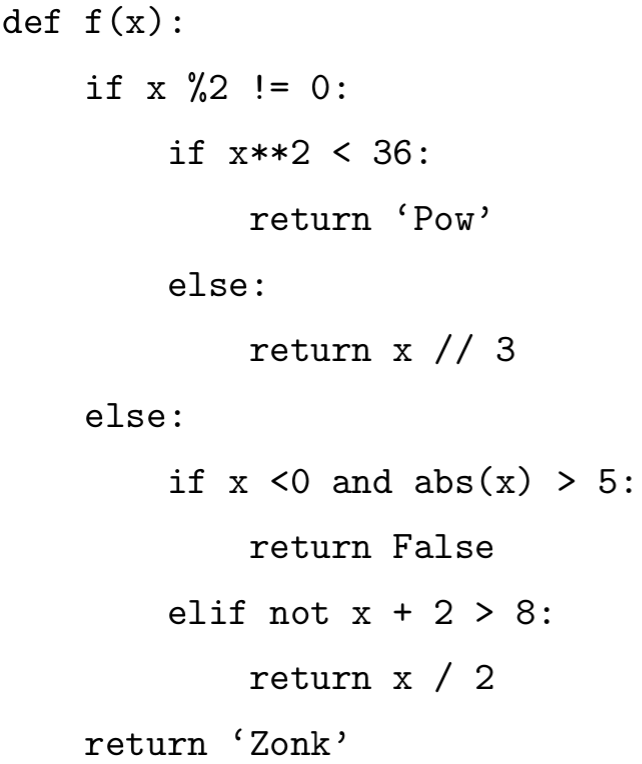 def f(x):
    if x %2 != 0:
        if x**2 < 36:
            return ‘Pow’
        else:
            return x // 3
    else:
        if x <0 and abs(x) > 5:
            return False
        elif not x + 2 > 8:
            return x / 2
    return ‘Zonk’